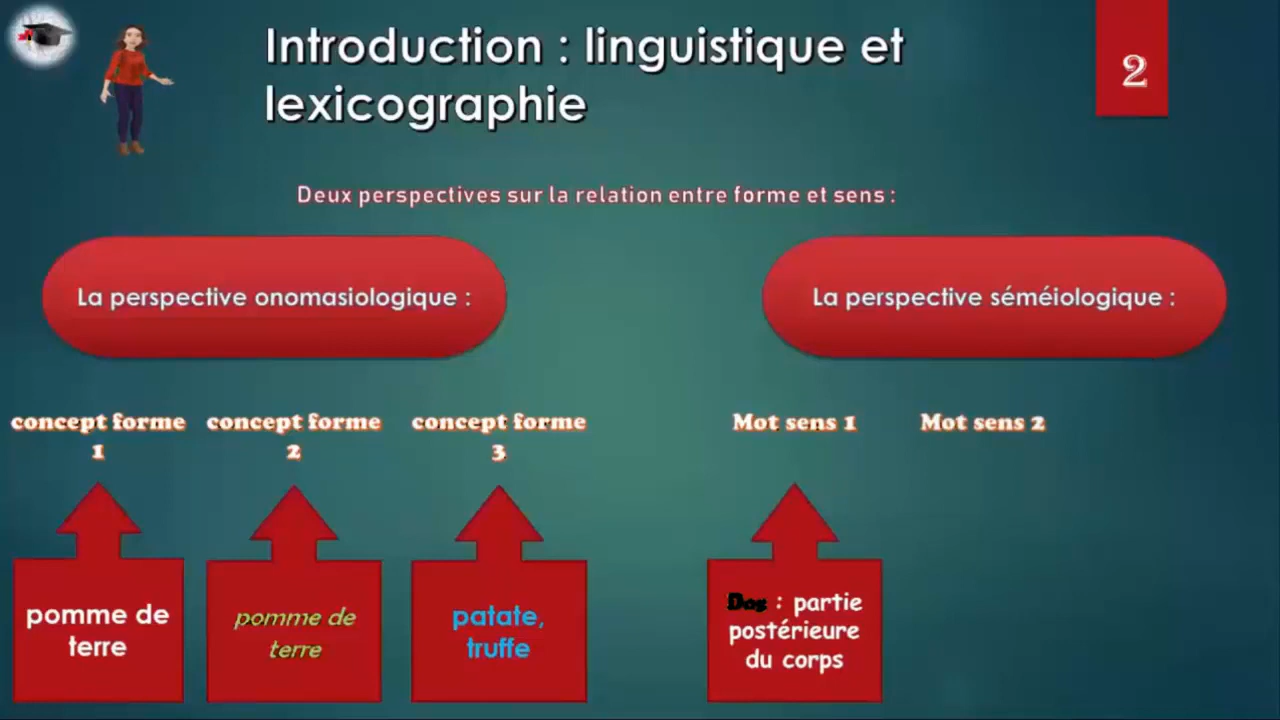 Introduction : linguistique et
lexicographie
2
Deux perspectives sur la relation entre forme et sens :
La perspective onomasiologique :
La perspective séméiologique :
concept forme
1
concept forme
2
concept forme
3
Mot sens 1
Mot sens 2
pomme de
terre
pomme de
terre
patate,
truffe
Dos : partie
postérieure
du corps